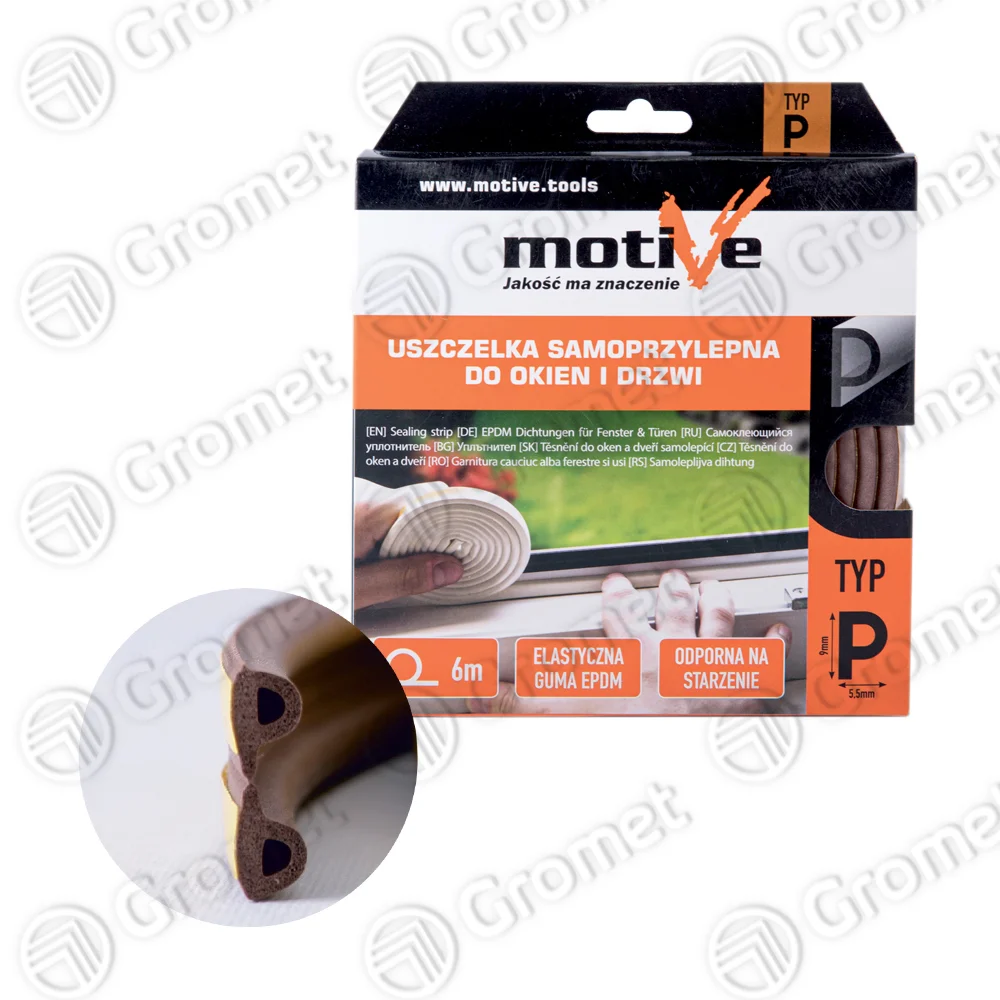 TYP
P
www.motive.tools
motive
Jakość ma znaczenie
USZCZELKA SAMOPRZYLEPNA
DO OKIEN I DRZWI
P
[EN] Sealing strip [DE] EPDM Dichtungen für Fenster & Türen [RU] Самоклеющийся
уплотнитель [BG] Уплътнител [SK] Těsnění do oken a dveří samolepící [CZ] Těsnění do
oken a dveří [RO] Garnitura cauciuc alba ferestre si usi [RS] Samoleplijva dihtung
TYP
P
9mm
5,5mm
6m
ELASTYCZNA
GUMA EPDM
ODPORNA NA
STARZENIE
Gromet